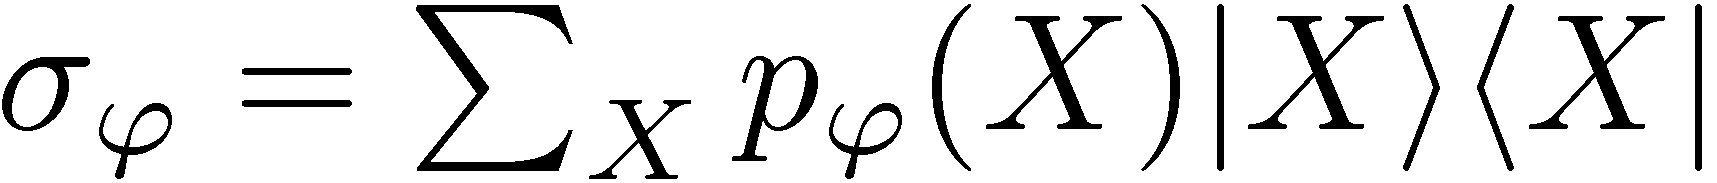 σ_φ = ∑_X p_φ(X)|X⟩⟨X|